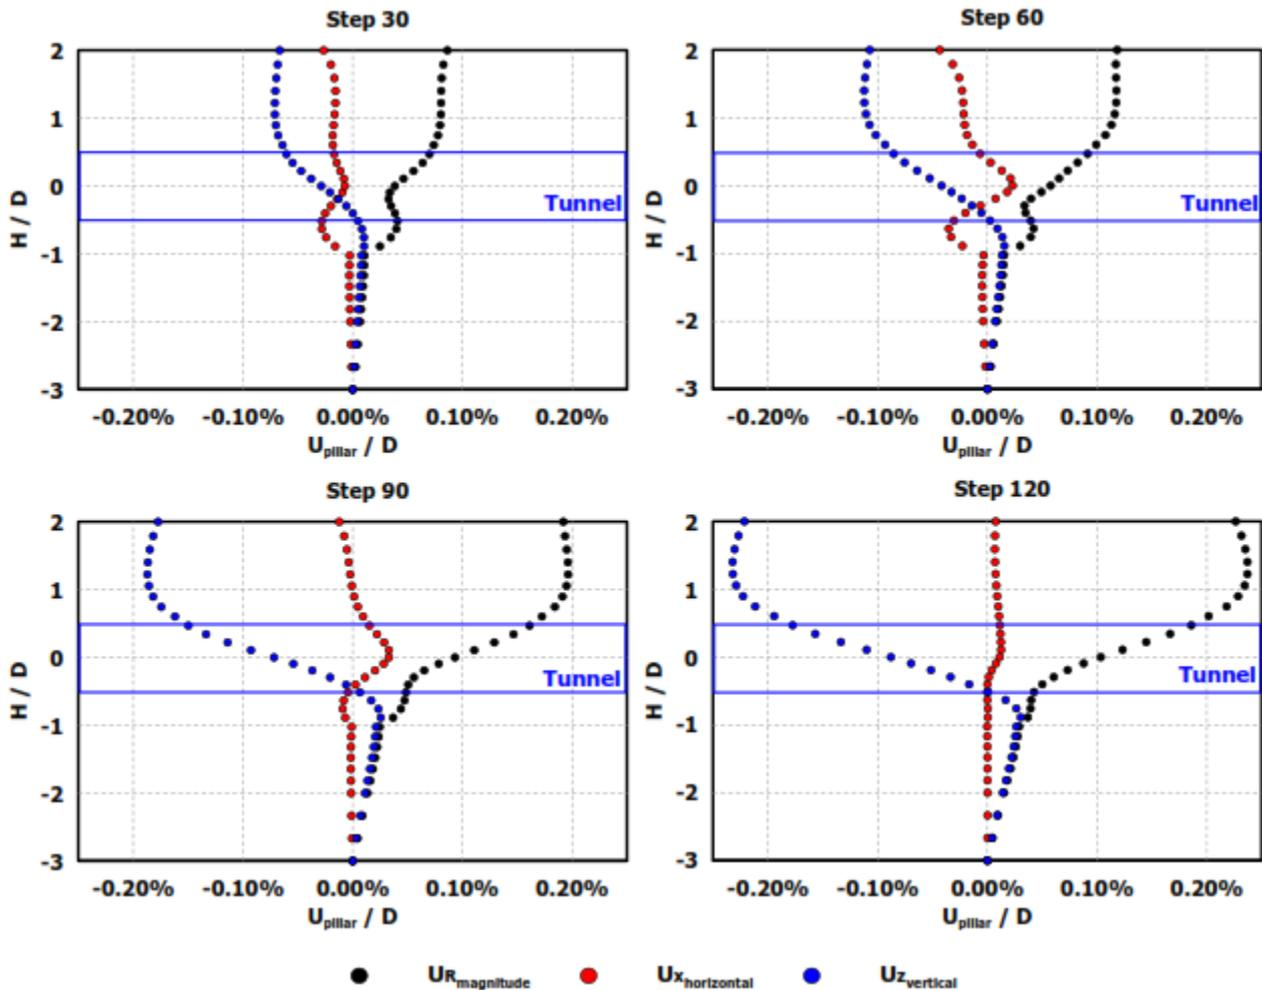 Step 30
Step 60
2
1
0
-1
-2
-3
H / D
Tunnel
-0.20% -0.10% 0.00% 0.10% 0.20%
Upillar / D
2
1
0
-1
-2
-3
H / D
Tunnel
-0.20% -0.10% 0.00% 0.10% 0.20%
Upillar / D
Step 90
Step 120
2
1
0
-1
-2
-3
H / D
Tunnel
-0.20% -0.10% 0.00% 0.10% 0.20%
Upillar / D
2
1
0
-1
-2
-3
H / D
Tunnel
-0.20% -0.10% 0.00% 0.10% 0.20%
Upillar / D
URmagnitude Uxhorizontal Uzvertical